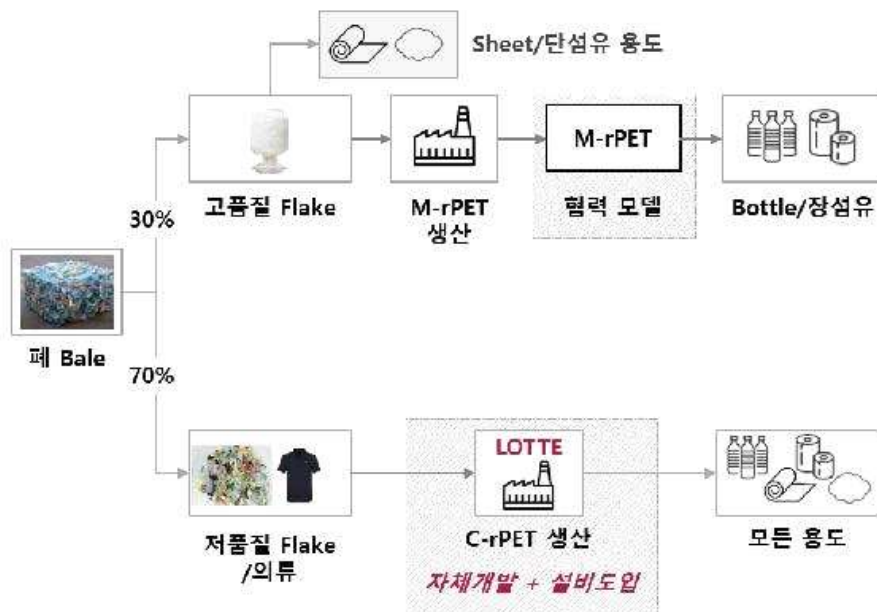 Sheet/단섬유 용도
고품질 Flake
M-rPET
생산
M-rPET
협력 모델
Bottle/장섬유
30%
폐 Bale
70%
저품질 Flake
/의류
LOTTE
C-rPET 생산
자체개발 + 설비도입
모든 용도